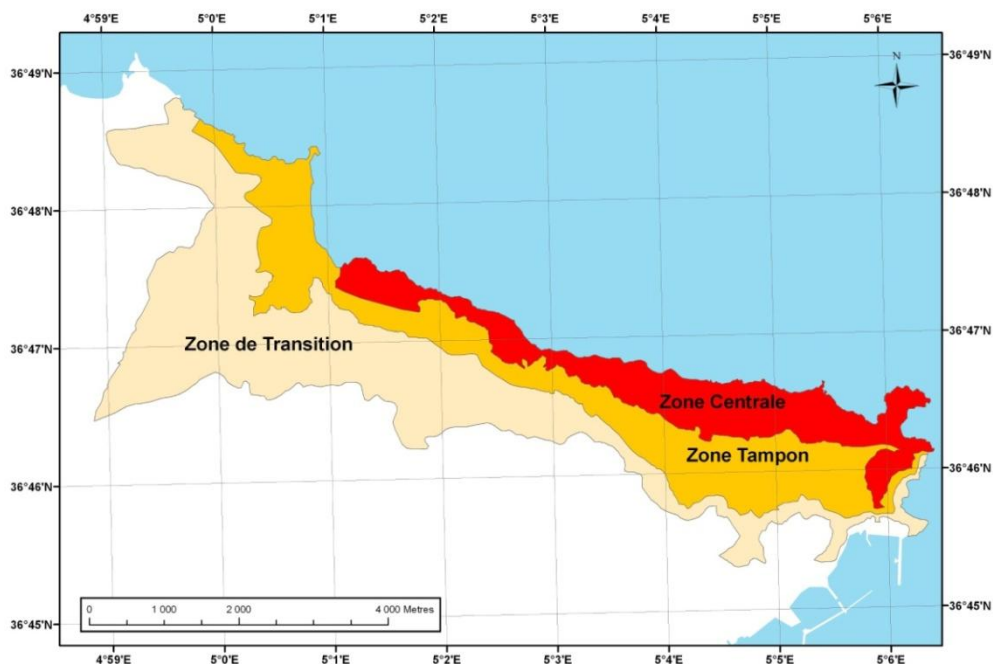 4°59'E 5°0'E 5°1'E 5°2'E 5°3'E 5°4'E 5°5'E 5°6'E
N
36°49'N 36°49'N
36°48'N 36°48'N
36°47'N 36°47'N
Zone de Transition
Zone Centrale
Zone Tampon
36°46'N 36°46'N
0 1 000 2 000 4 000 Metres
36°45'N 36°45'N
4°59'E 5°0'E 5°1'E 5°2'E 5°3'E 5°4'E 5°5'E 5°6'E